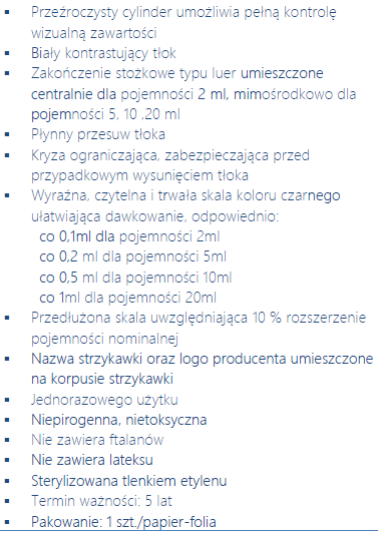 ▪ Przeźroczysty cylinder umożliwia pełną kontrolę
wizualną zawartości
▪ Biały kontrastujący tłok
▪ Zakończenie stożkowe typu luer umieszczone
centralnie dla pojemności 2 ml, mimośrodkowo dla
pojemności 5, 10 ,20 ml
▪ Płynny przesuw tłoka
▪ Kryza ograniczająca, zabezpieczająca przed
przypadkowym wysunięciem tłoka
▪ Wyraźna, czytelna i trwała skala koloru czarnego
ułatwiająca dawkowanie, odpowiednio:
co 0,1ml dla pojemności 2ml
co 0,2 ml dla pojemności 5ml
co 0,5 ml dla pojemności 10ml
co 1ml dla pojemności 20ml
▪ Przedłużona skala uwzględniająca 10 % rozszerzenie
pojemności nominalnej
▪ Nazwa strzykawki oraz logo producenta umieszczone
na korpusie strzykawki
▪ Jednorazowego użytku
▪ Niepirogenna, nietoksyczna
▪ Nie zawiera ftalanów
▪ Nie zawiera lateksu
▪ Sterylizowana tlenkiem etylenu
▪ Termin ważności: 5 lat
▪ Pakowanie: 1 szt./papier-folia